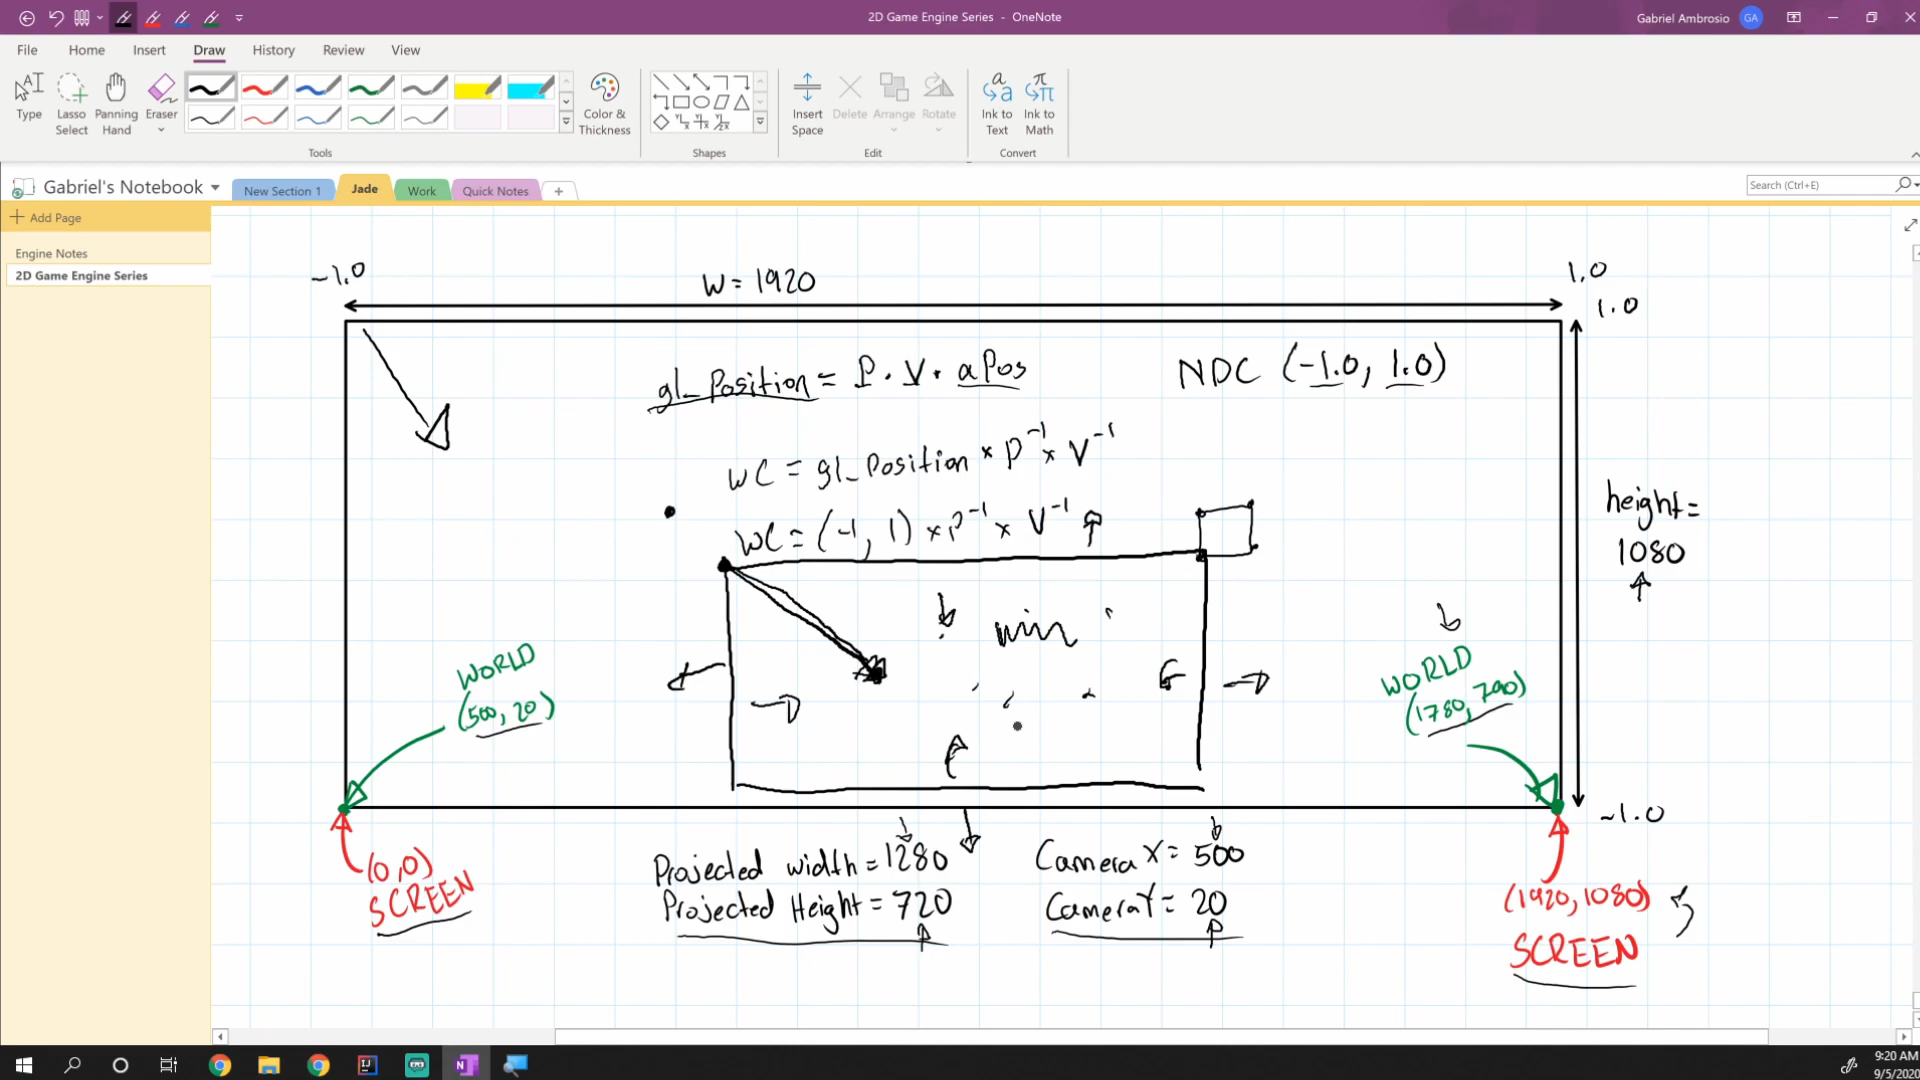 2D Game Engine Series - OneNote
Gabriel Ambrosio
GA
File
Home
Insert
Draw
History
Review
View
Type
Lasso Select
Panning Hand
Eraser
Color & Thickness
Insert Space
Delete
Arrange
Rotate
Ink to Text
Ink to Math
Tools
Shapes
Edit
Convert
Gabriel's Notebook
New Section 1
Jade
Work
Quick Notes
Search (Ctrl+E)
Add Page
Engine Notes
2D Game Engine Series
-1.0
W = 1920
1.0
1.0
gl_Position = P · V · aPos
NDC (-1.0, 1.0)
WC = gl_Position × P⁻¹ × V⁻¹
WC = (-1, 1) × P⁻¹ × V⁻¹
height =
1080
win
WORLD
(500, 20)
WORLD
-1.0
(0,0)
SCREEN
Projected width = 1280
Projected Height = 720
Camera X = 500
Camera Y = 20
(1920, 1080)
SCREEN
9:20 AM
9/5/2020